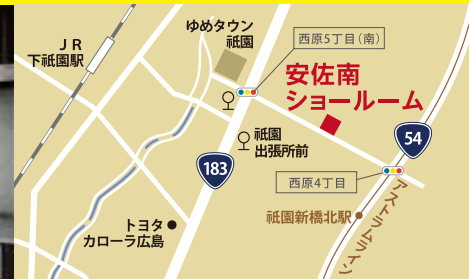 ゆめタウン
祇園
西原5丁目(南)
JR
下祇園駅
安佐南
ショールーム
祇園
出張所前
54
183
西原4丁目
トヨタ
カローラ広島
祇園新橋北駅
アストラムライン